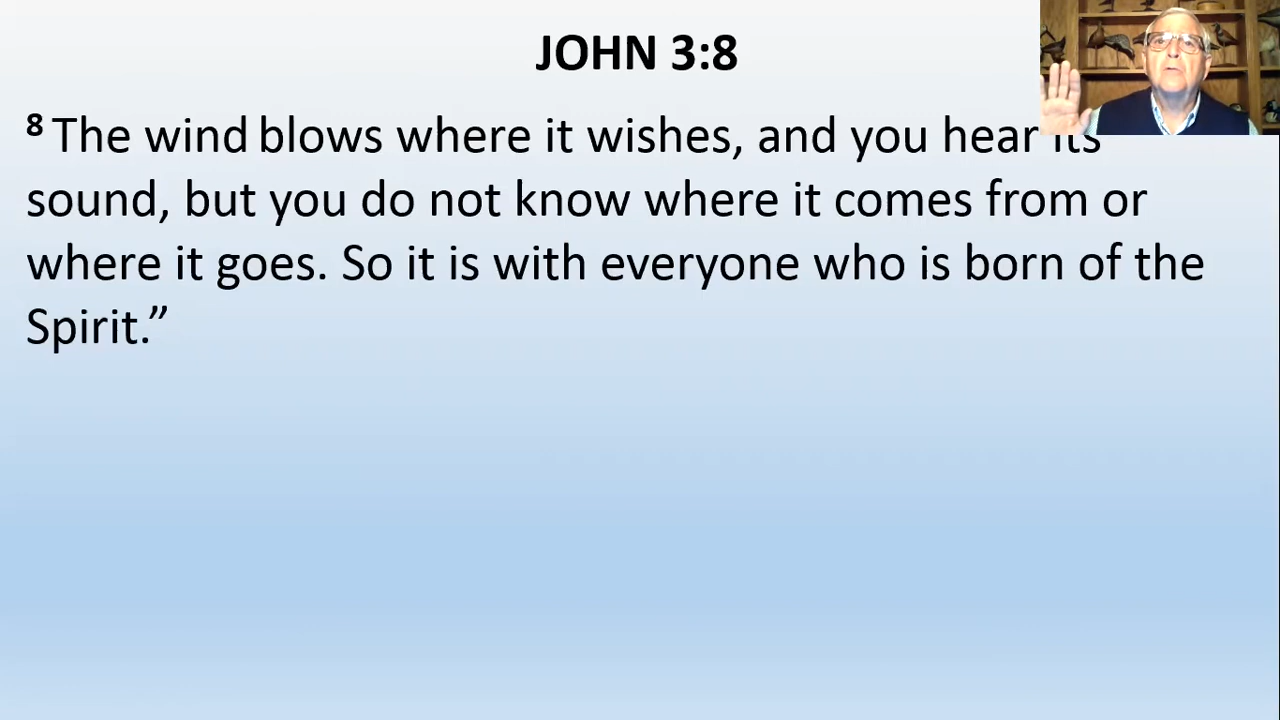 JOHN 3:8
8 The wind blows where it wishes, and you hear its
sound, but you do not know where it comes from or
where it goes. So it is with everyone who is born of the
Spirit.”